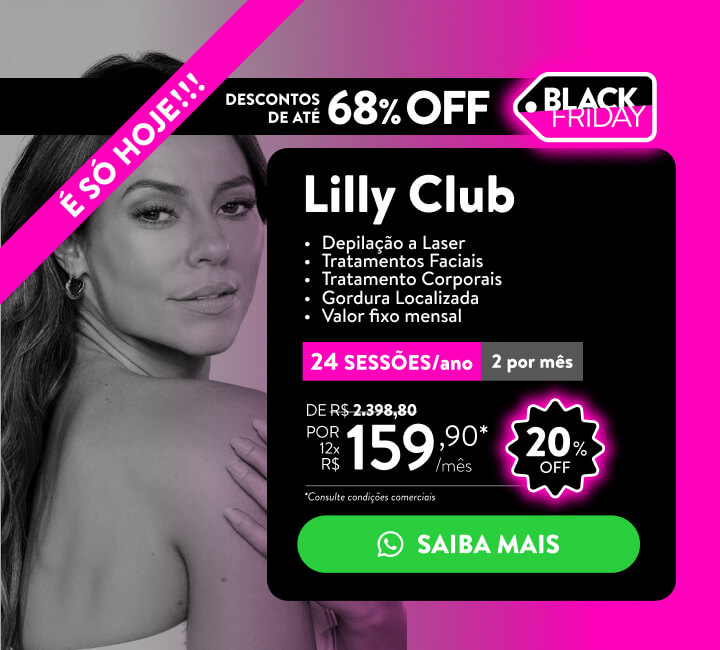 É SÓ HOJE!!!
DESCONTOS
DE ATÉ
68% OFF
BLACK
FRIDAY
Lilly Club
• Depilação a Laser
• Tratamentos Faciais
• Tratamento Corporais
• Gordura Localizada
• Valor fixo mensal
24 SESSÕES/ano
2 por mês
DE R$ 2.398,80
POR
12x
R$
159,90*
/mês
20%
OFF
*Consulte condições comerciais
SAIBA MAIS